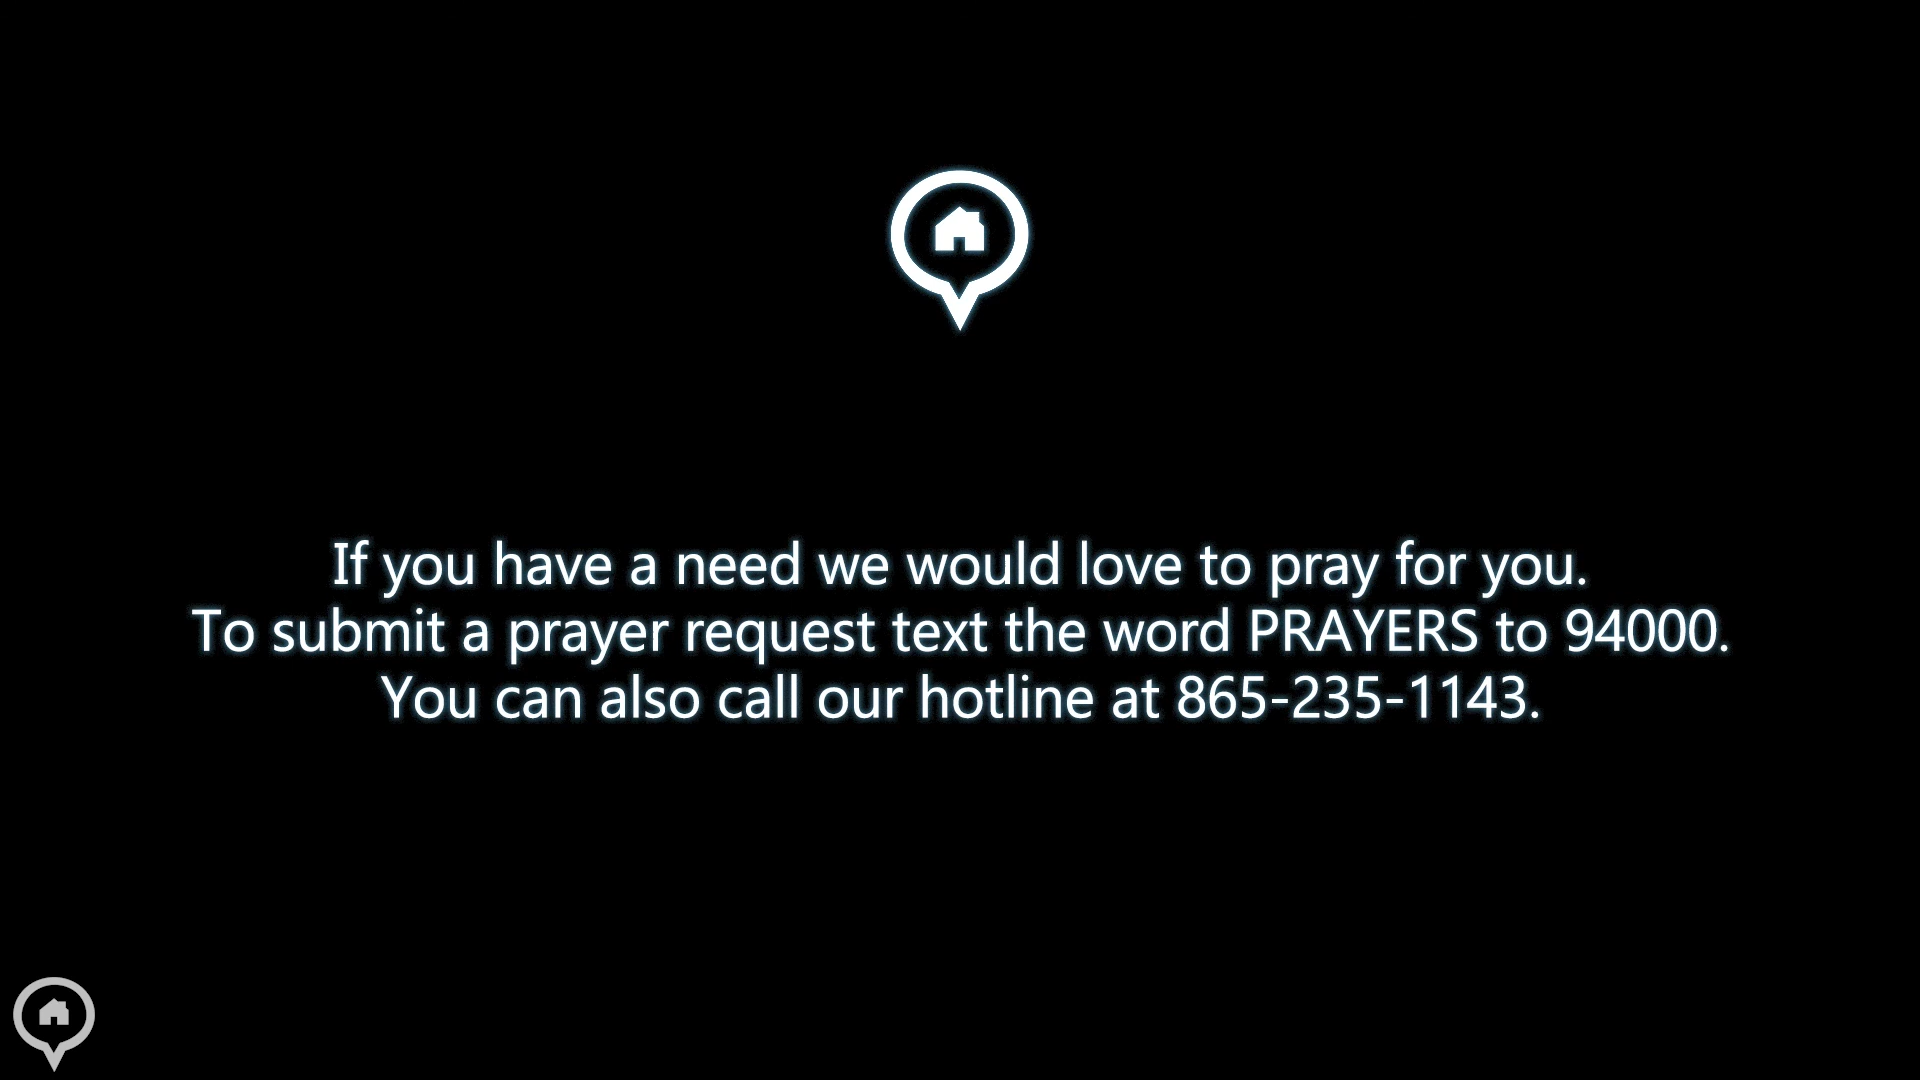 If you have a need we would love to pray for you.
To submit a prayer request text the word PRAYERS to 94000.
You can also call our hotline at 865-235-1143.